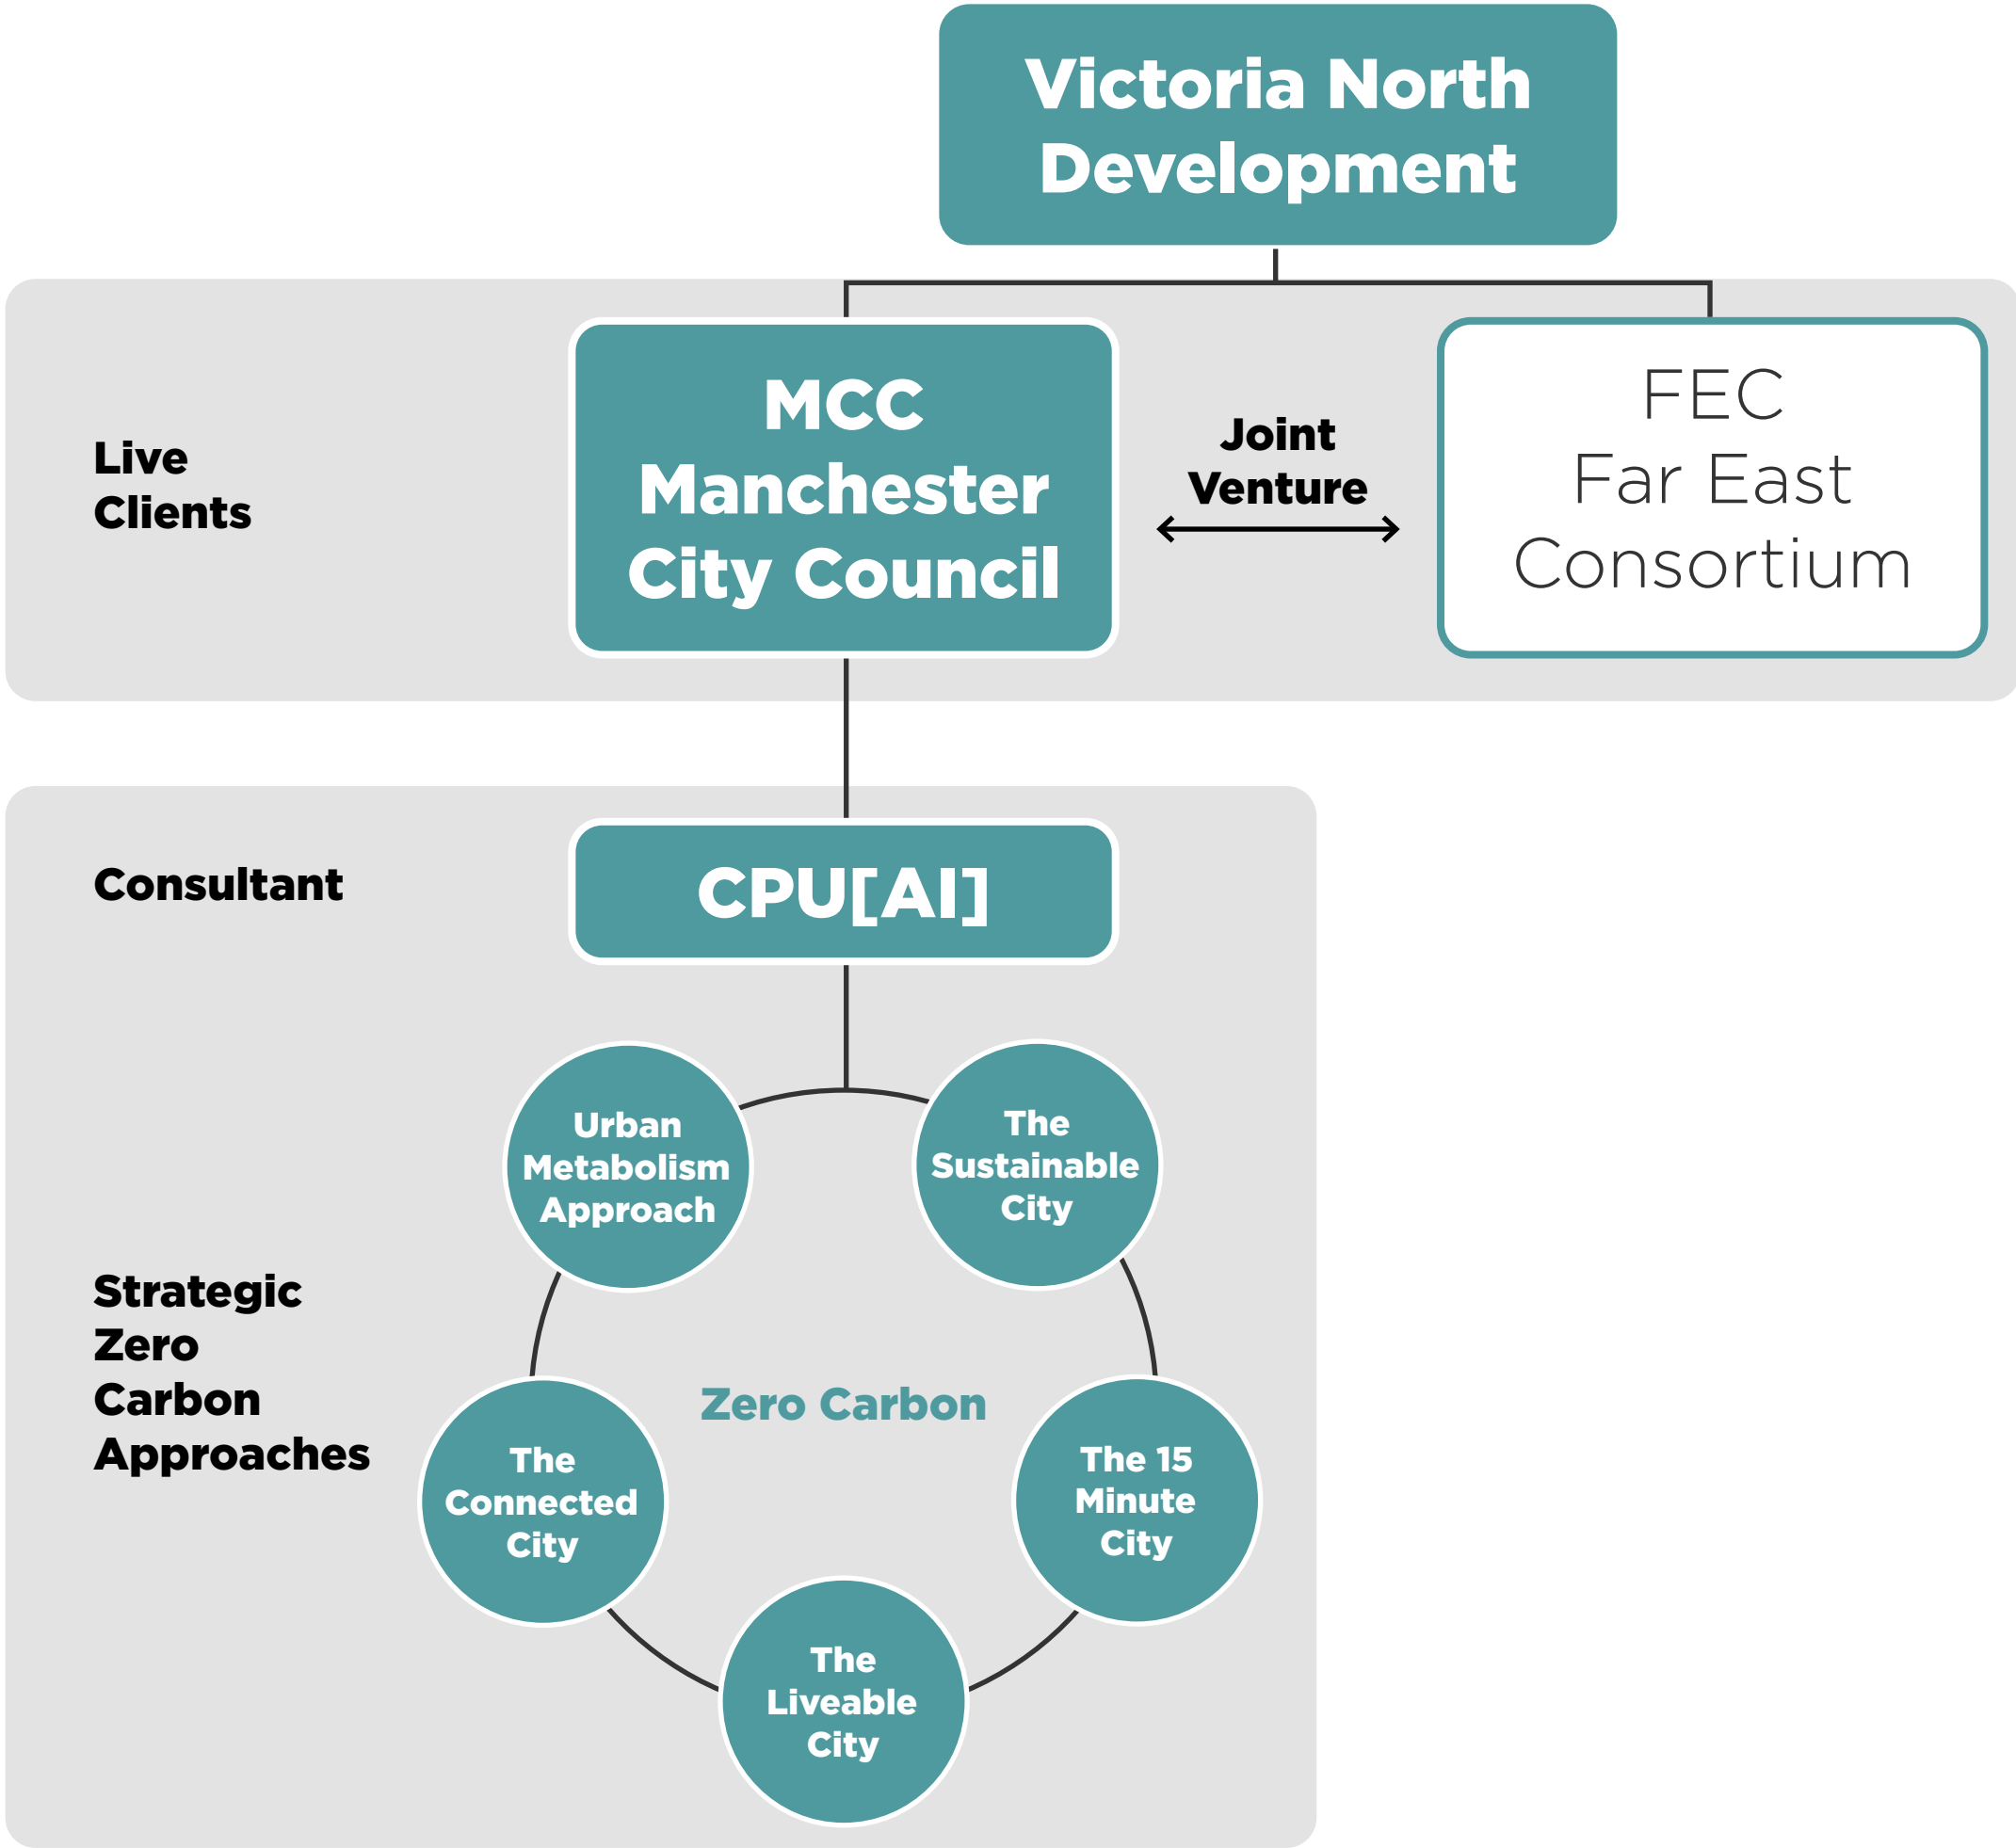 Victoria North
Development
Live
Clients
MCC
Manchester
City Council
Joint
Venture
FEC
Far East
Consortium
Consultant
CPU[AI]
Strategic
Zero
Carbon
Approaches
Urban
Metabolism
Approach
The
Sustainable
City
Zero Carbon
The
Connected
City
The 15
Minute
City
The
Liveable
City